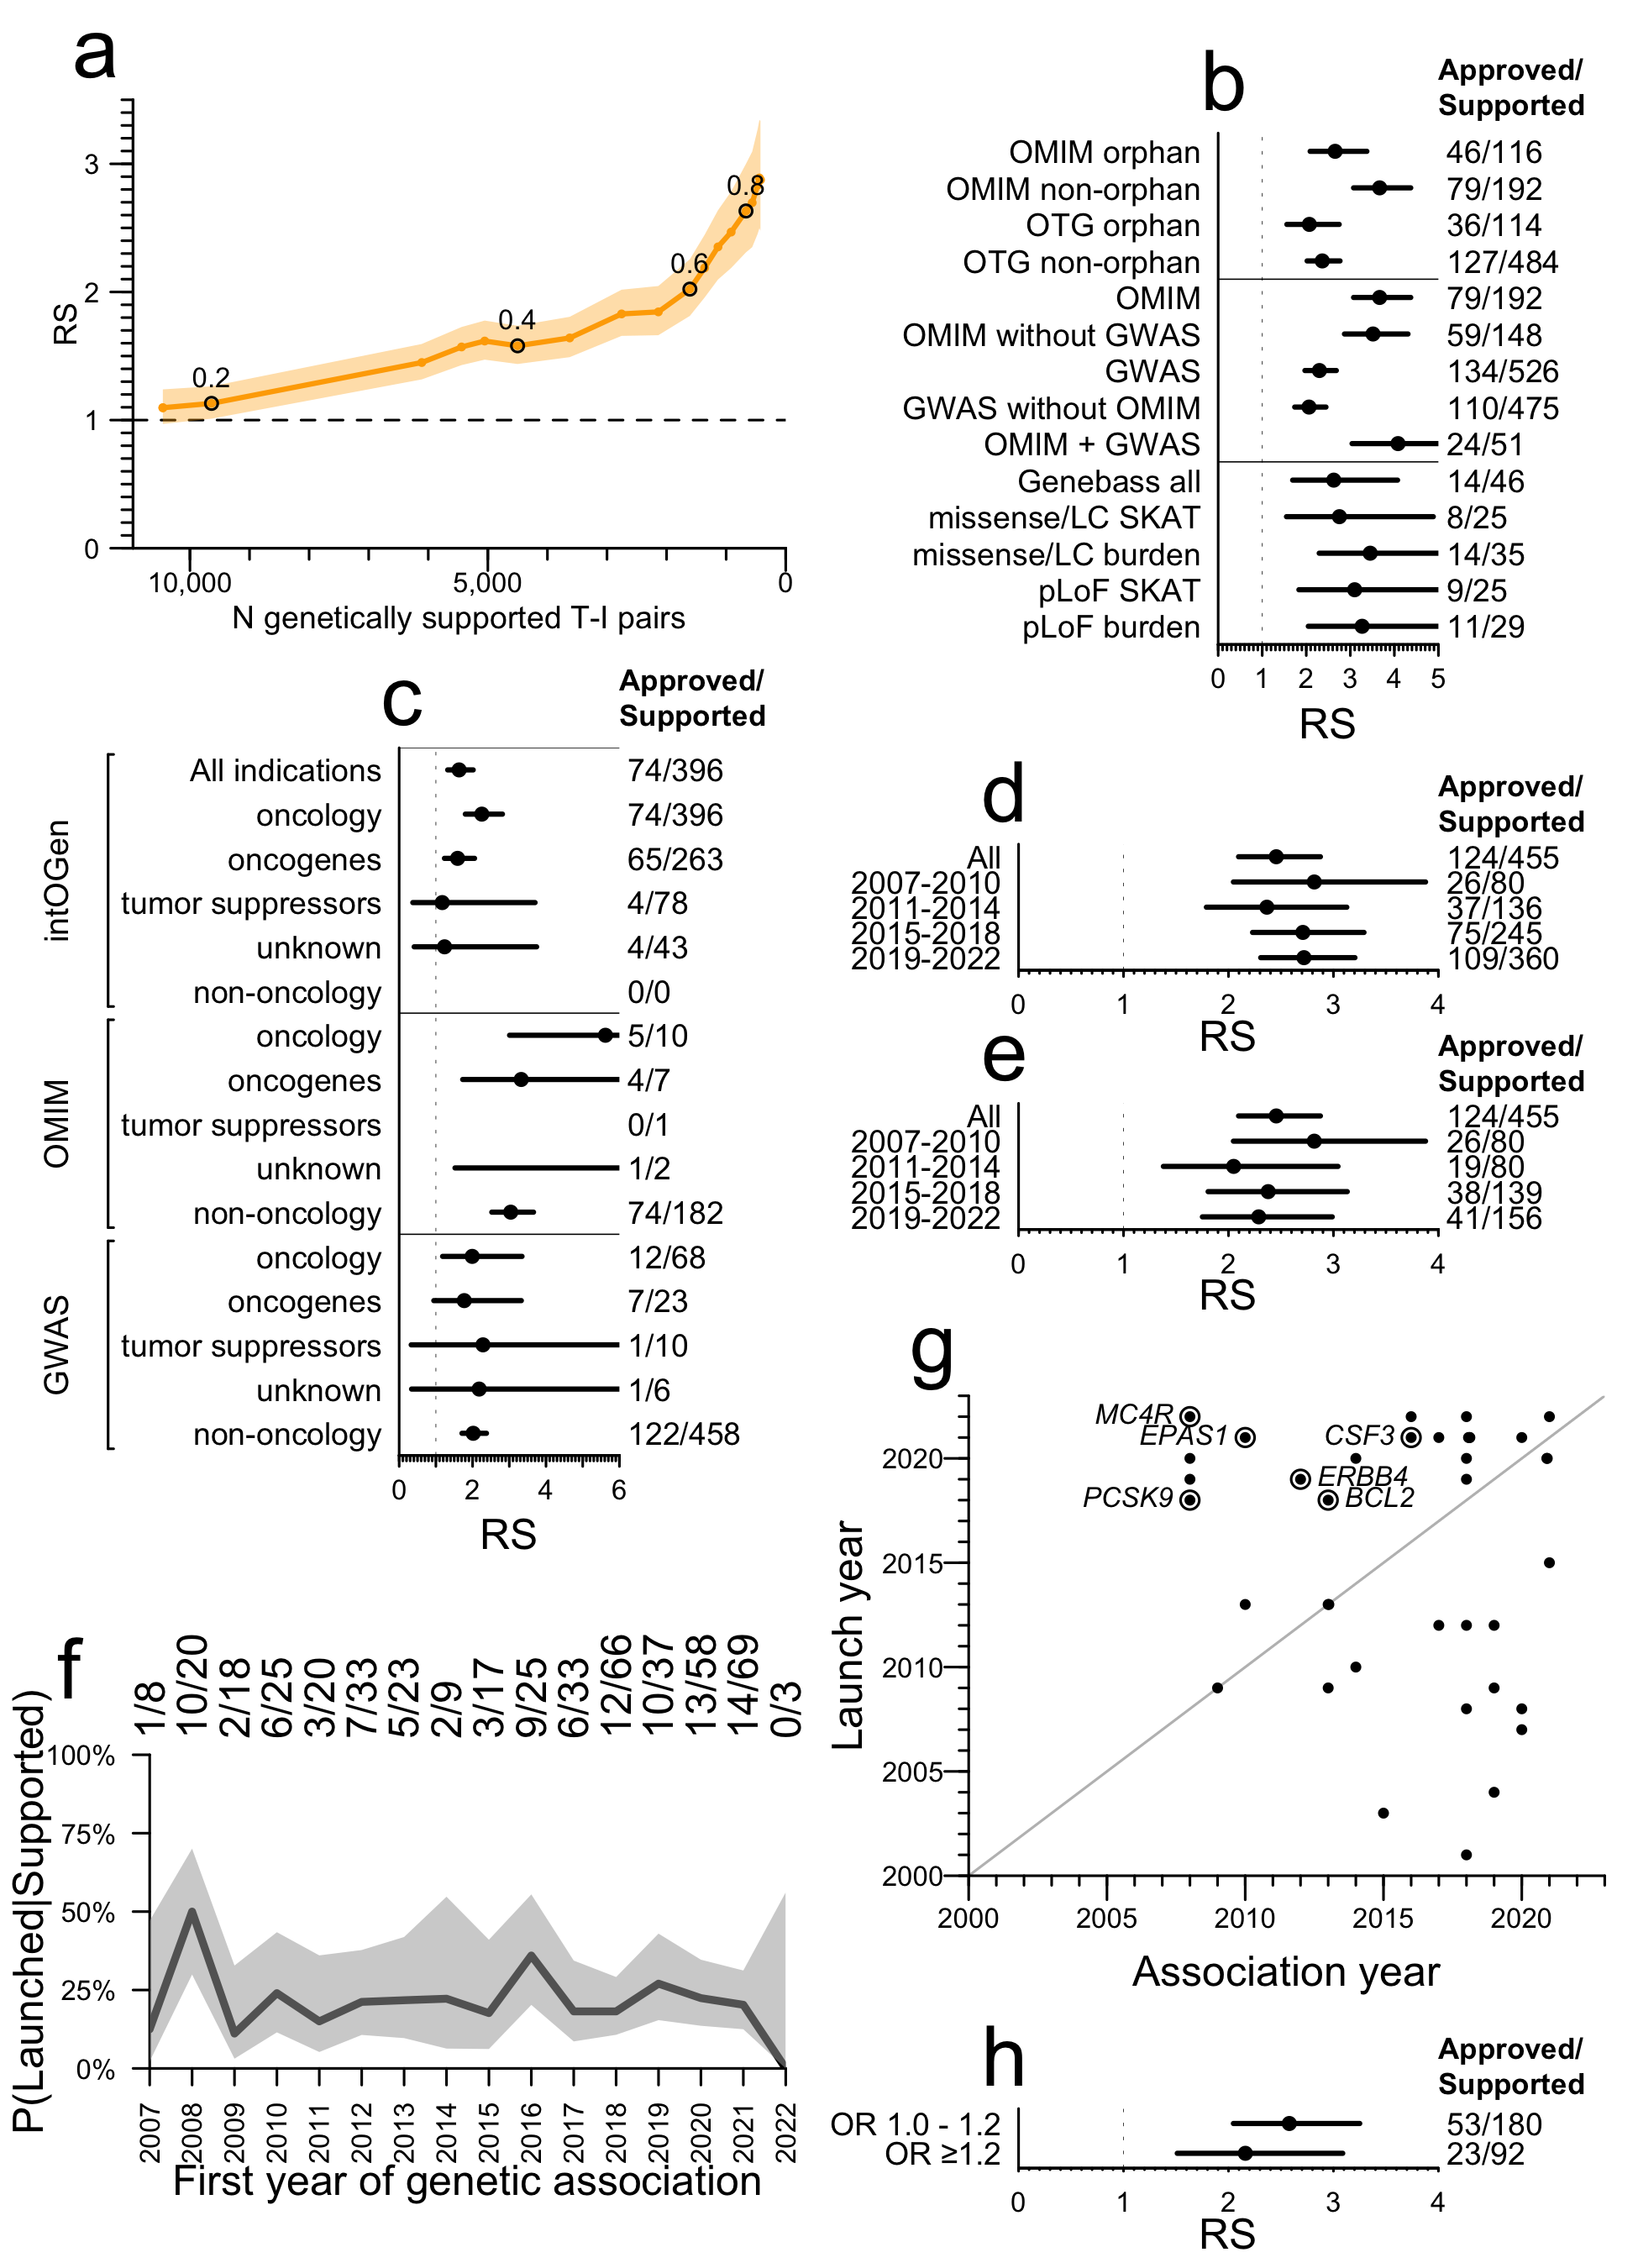 a
3
2
1
0
RS
0.2
0.4
0.6
0.8
10,000
5,000
0
N genetically supported T-I pairs
b
Approved/
Supported
OMIM orphan 46/116
OMIM non-orphan 79/192
OTG orphan 36/114
OTG non-orphan 127/484
OMIM 79/192
OMIM without GWAS 59/148
GWAS 134/526
GWAS without OMIM 110/475
OMIM + GWAS 24/51
Genebass all 14/46
missense/LC SKAT 8/25
missense/LC burden 14/35
pLoF SKAT 9/25
pLoF burden 11/29
0 1 2 3 4 5
RS
c
Approved/
Supported
intOGen
All indications 74/396
oncology 74/396
oncogenes 65/263
tumor suppressors 4/78
unknown 4/43
non-oncology 0/0
OMIM
oncology 5/10
oncogenes 4/7
tumor suppressors 0/1
unknown 1/2
non-oncology 74/182
GWAS
oncology 12/68
oncogenes 7/23
tumor suppressors 1/10
unknown 1/6
non-oncology 122/458
0 2 4 6
RS
d
Approved/
Supported
All 124/455
2007-2010 26/80
2011-2014 37/136
2015-2018 75/245
2019-2022 109/360
0 1 2 3 4
RS
e
Approved/
Supported
All 124/455
2007-2010 26/80
2011-2014 19/80
2015-2018 38/139
2019-2022 41/156
0 1 2 3 4
RS
f
1/8 10/20 2/18 6/25 3/20 7/33 5/23 2/9 3/17 9/25 6/33 12/66 10/37 13/58 14/69 0/3
P(Launched|Supported)
100%
75%
50%
25%
0%
2007 2008 2009 2010 2011 2012 2013 2014 2015 2016 2017 2018 2019 2020 2021 2022
First year of genetic association
g
MC4R
EPAS1
CSF3
ERBB4
PCSK9
BCL2
Launch year
2020
2015
2010
2005
2000
2000 2005 2010 2015 2020
Association year
h
Approved/
Supported
OR 1.0 - 1.2 53/180
OR ≥1.2 23/92
0 1 2 3 4
RS